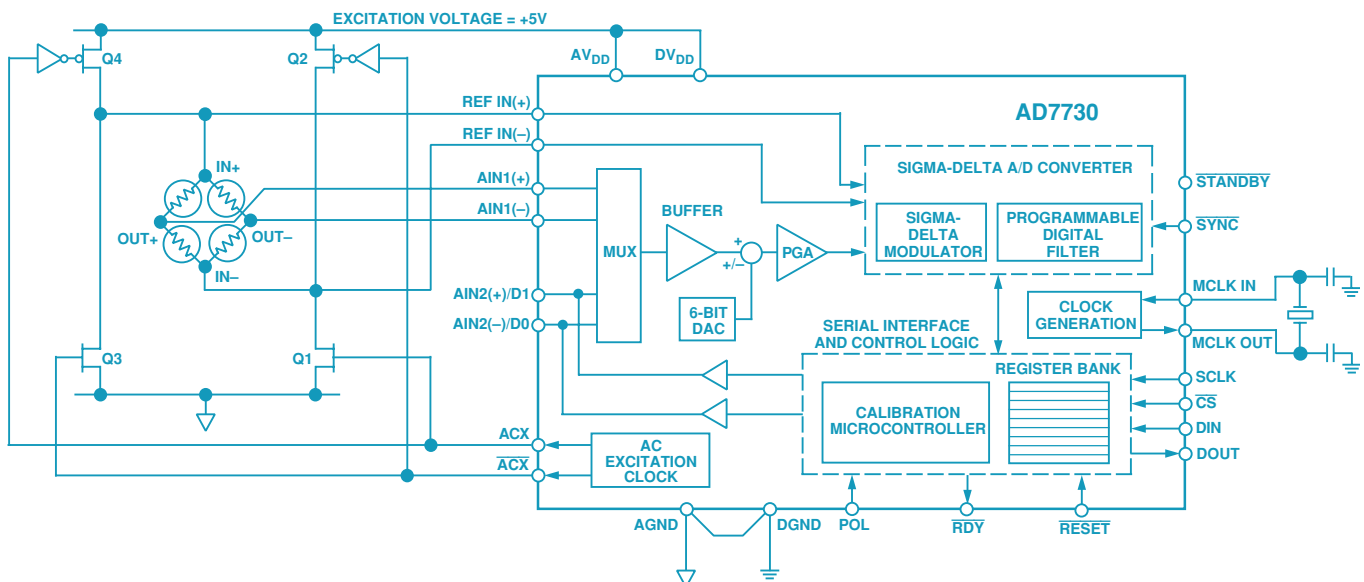 EXCITATION VOLTAGE = +5V
Q4
Q2
AVDD
DVDD
REF IN(+)
AD7730
REF IN(–)
SIGMA-DELTA A/D CONVERTER
IN+
AIN1(+)
STANDBY
AIN1(–)
BUFFER
SIGMA-
DELTA
MODULATOR
PROGRAMMABLE
DIGITAL
FILTER
SYNC
OUT+
OUT–
MUX
+
+/–
PGA
IN–
MCLK IN
AIN2(+)/D1
6-BIT
DAC
CLOCK
GENERATION
AIN2(–)/D0
SERIAL INTERFACE
AND CONTROL LOGIC
MCLK OUT
Q3
Q1
REGISTER BANK
SCLK
CS
CALIBRATION
MICROCONTROLLER
DIN
ACX
AC
EXCITATION
CLOCK
DOUT
ACX
AGND
DGND
POL
RDY
RESET